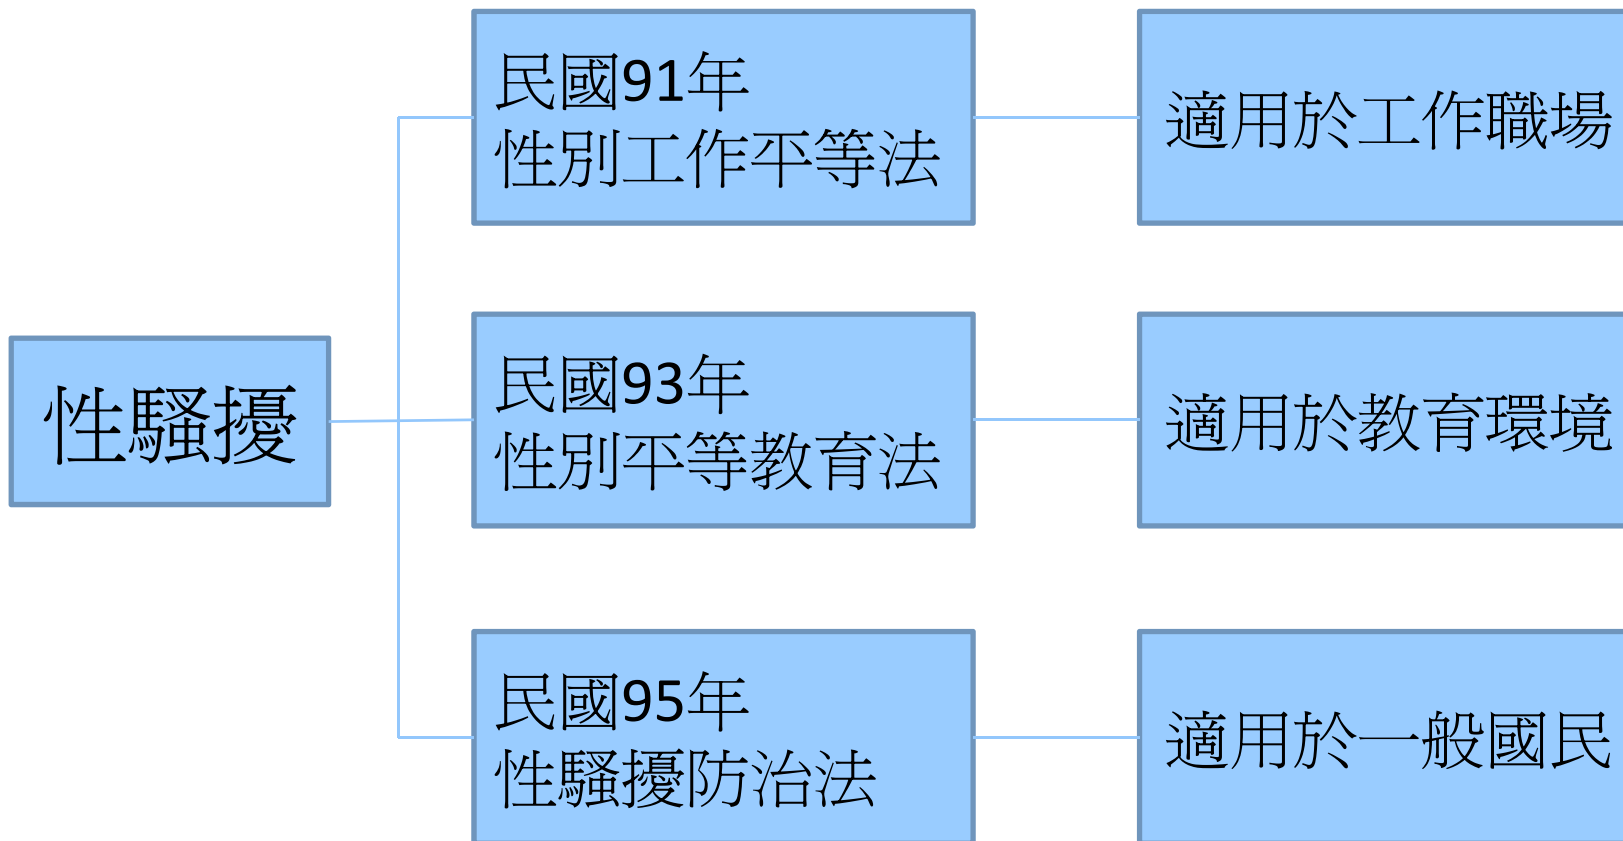 性騷擾
民國91年
性別工作平等法
適用於工作職場
民國93年
性別平等教育法
適用於教育環境
民國95年
性騷擾防治法
適用於一般國民